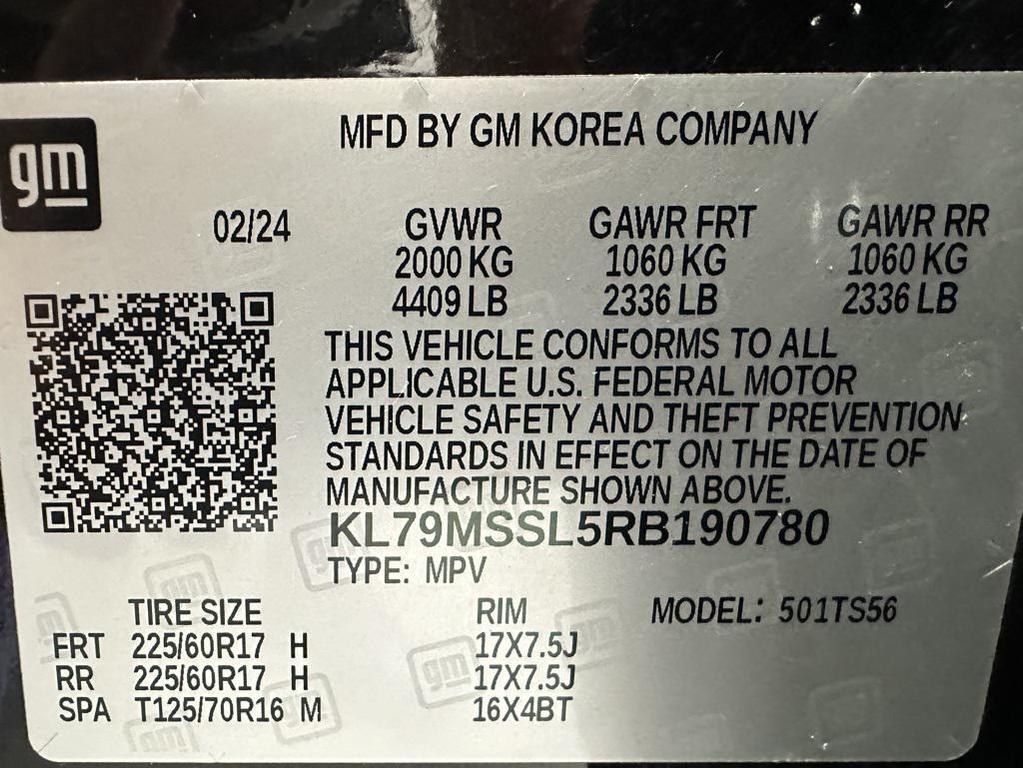 gm
MFD BY GM KOREA COMPANY
02/24 GVWR GAWR FRT GAWR RR
2000 KG 1060 KG 1060 KG
4409 LB 2336 LB 2336 LB
THIS VEHICLE CONFORMS TO ALL
APPLICABLE U.S. FEDERAL MOTOR
VEHICLE SAFETY AND THEFT PREVENTION
STANDARDS IN EFFECT ON THE DATE OF
MANUFACTURE SHOWN ABOVE.
KL79MSSL5RB190780
TYPE: MPV
TIRE SIZE RIM MODEL: 501TS56
FRT 225/60R17 H 17X7.5J
RR 225/60R17 H 17X7.5J
SPA T125/70R16 M 16X4BT